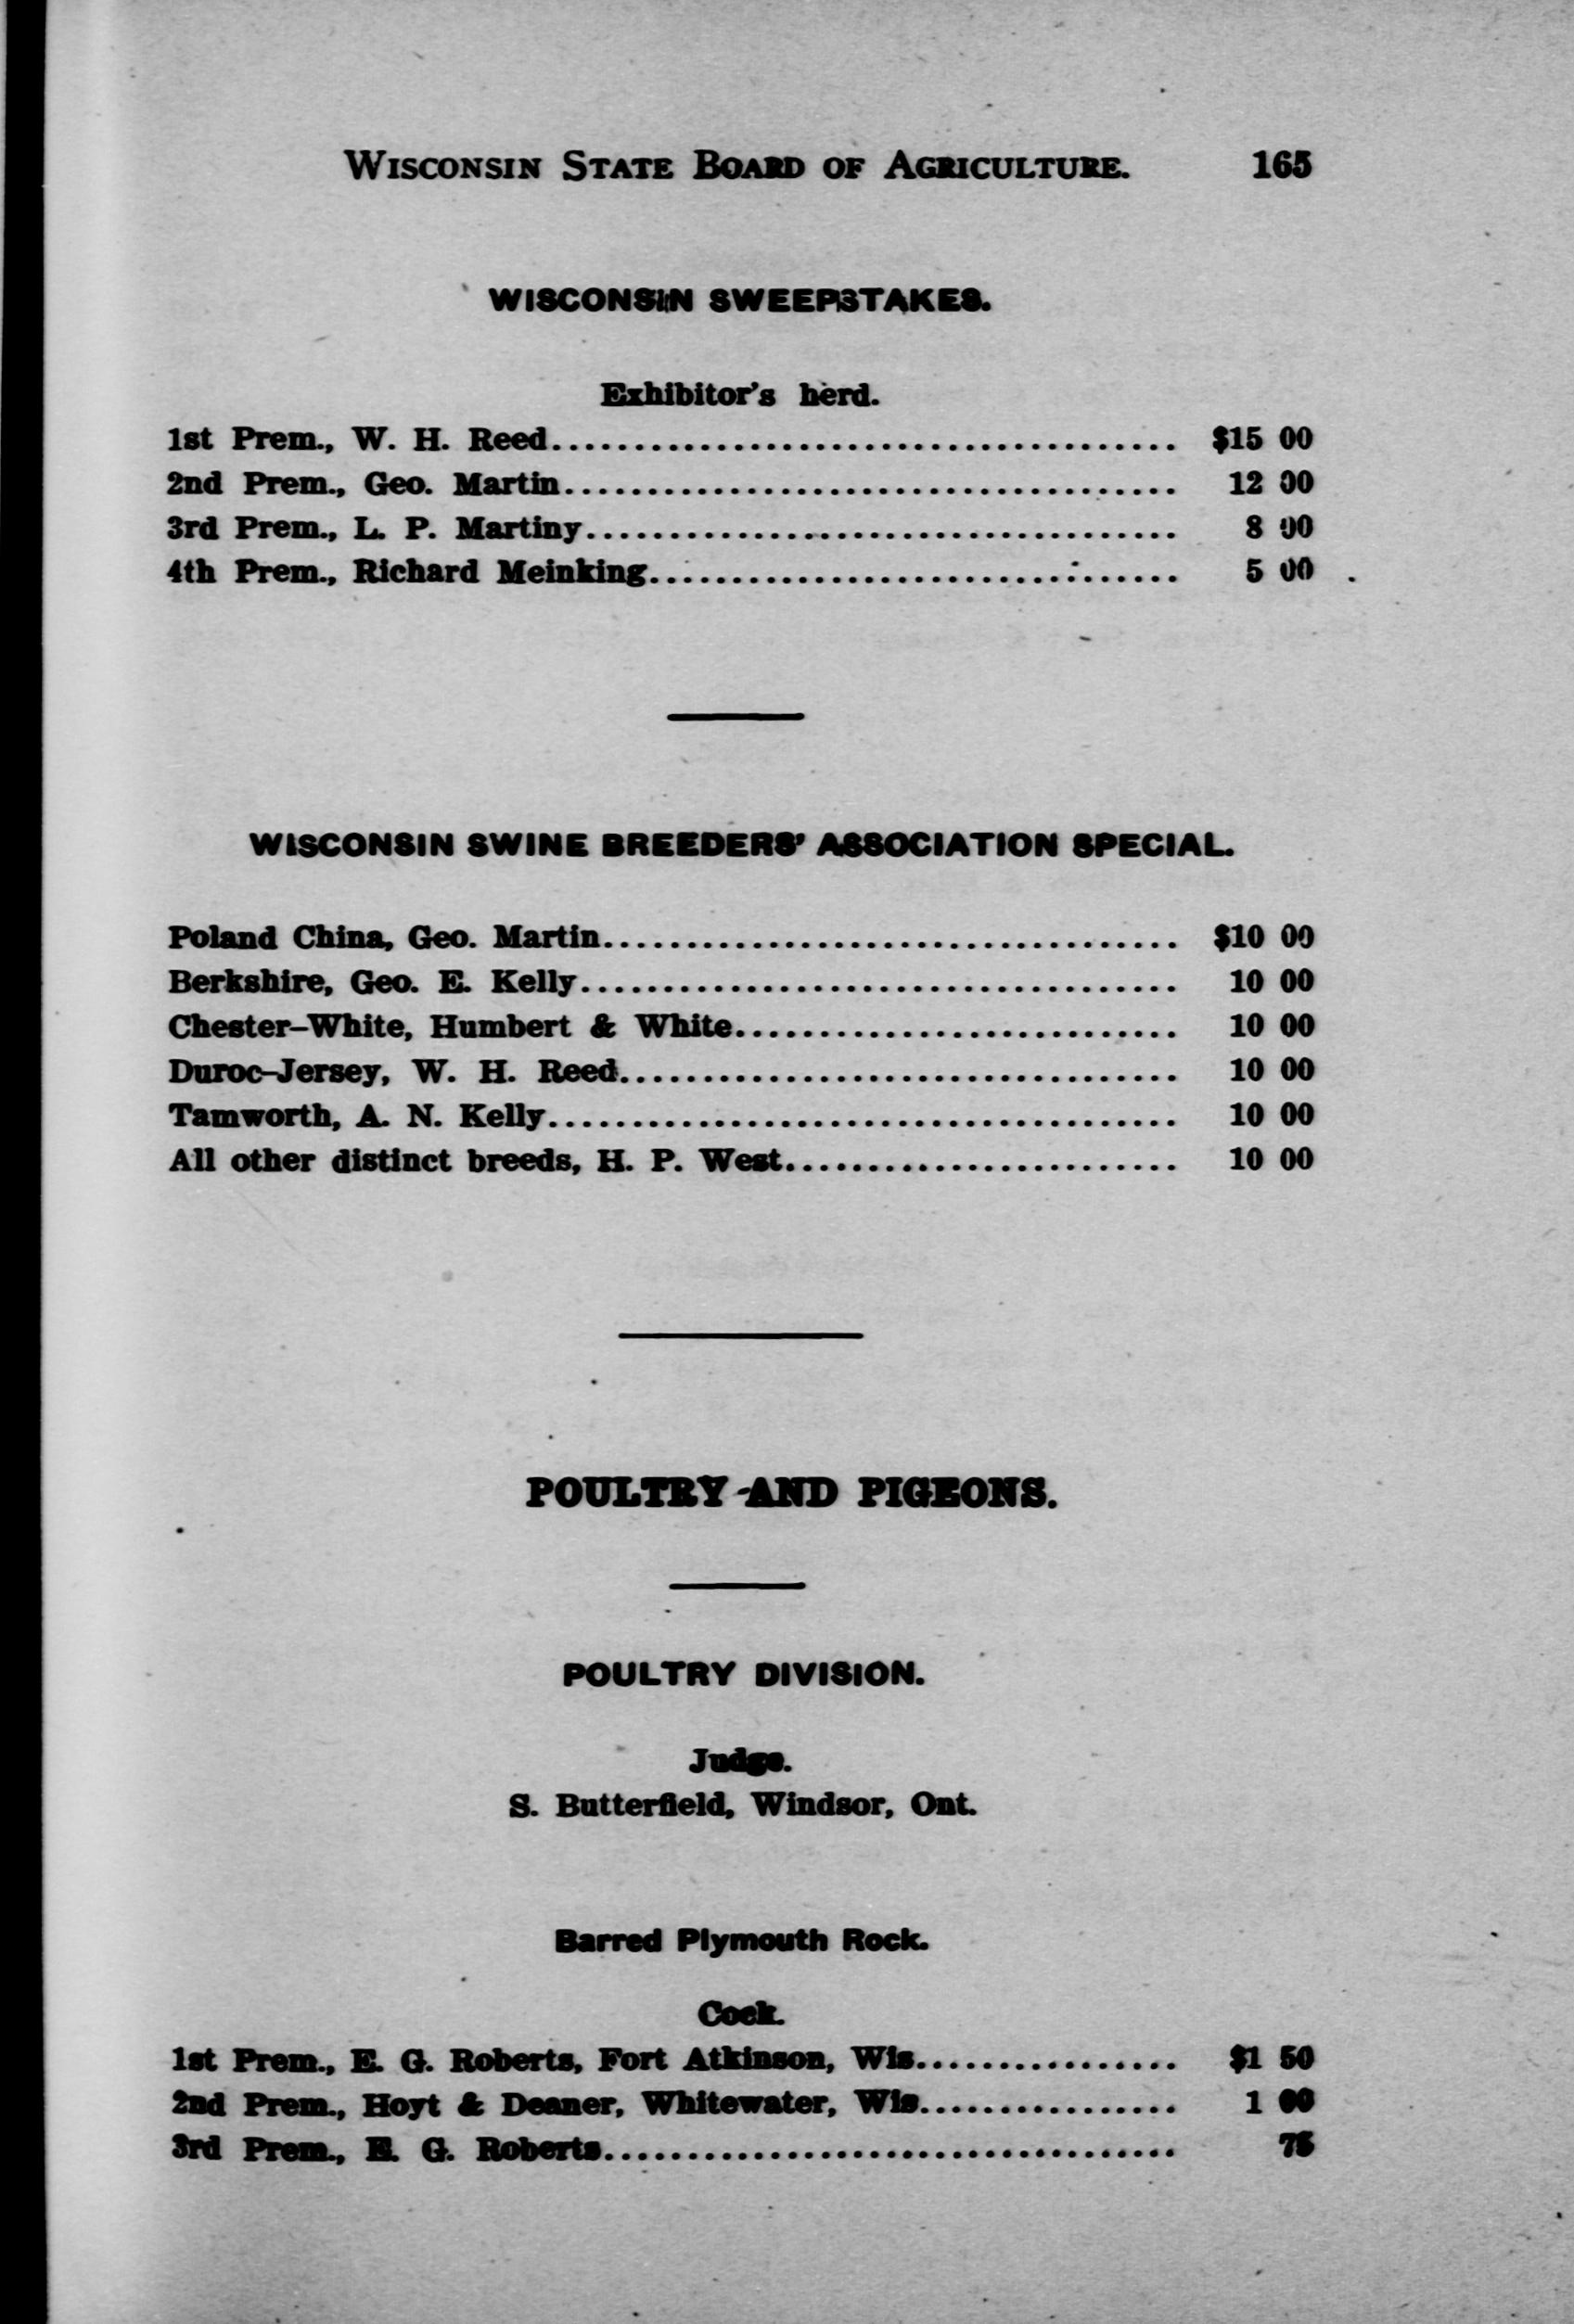 WISCONSIN STATE BOARD OF AGRICULTURE. 165
WISCONSIN SWEEPSTAKES.
Exhibitor's herd.
1st Prem., W. H. Reed........................................ $15 00
2nd Prem., Geo. Martin....................................... 12 00
3rd Prem., L. P. Martiny...................................... 8 00
4th Prem., Richard Meinking.................................. 5 00
WISCONSIN SWINE BREEDERS' ASSOCIATION SPECIAL.
Poland China, Geo. Martin.................................... $10 00
Berkshire, Geo. E. Kelly...................................... 10 00
Chester-White, Humbert & White............................ 10 00
Duroc-Jersey, W. H. Reed................................... 10 00
Tamworth, A. N. Kelly........................................ 10 00
All other distinct breeds, H. P. West......................... 10 00
POULTRY AND PIGEONS.
POULTRY DIVISION.
Judge.
S. Butterfield, Windsor, Ont.
Barred Plymouth Rock.
Cock.
1st Prem., E. G. Roberts, Fort Atkinson, Wis................. $1 50
2nd Prem., Hoyt & Deaner, Whitewater, Wis................. 1 00
3rd Prem., E. G. Roberts.................................... 75